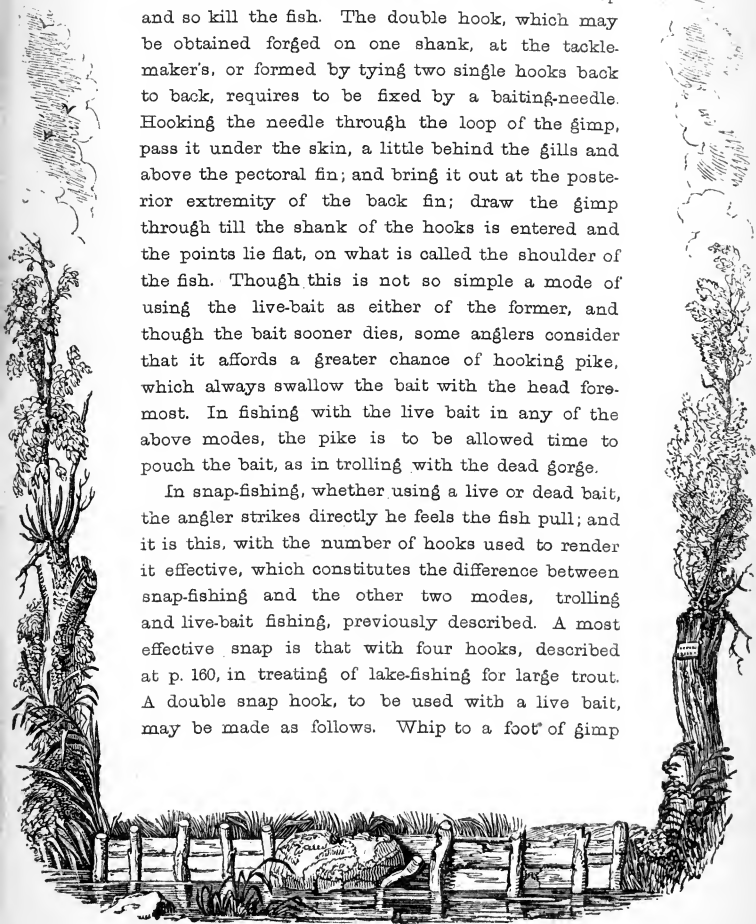 and so kill the fish. The double hook, which may
be obtained forged on one shank, at the tackle-
maker's, or formed by tying two single hooks back
to back, requires to be fixed by a baiting-needle.
Hooking the needle through the loop of the gimp,
pass it under the skin, a little behind the gills and
above the pectoral fin; and bring it out at the poste-
rior extremity of the back fin; draw the gimp
through till the shank of the hooks is entered and
the points lie flat, on what is called the shoulder of
the fish. Though this is not so simple a mode of
using the live-bait as either of the former, and
though the bait sooner dies, some anglers consider
that it affords a greater chance of hooking pike,
which always swallow the bait with the head fore-
most. In fishing with the live bait in any of the
above modes, the pike is to be allowed time to
pouch the bait, as in trolling with the dead gorge.
In snap-fishing, whether using a live or dead bait,
the angler strikes directly he feels the fish pull; and
it is this, with the number of hooks used to render
it effective, which constitutes the difference between
snap-fishing and the other two modes, trolling
and live-bait fishing, previously described. A most
effective snap is that with four hooks, described
at p. 160, in treating of lake-fishing for large trout.
A double snap hook, to be used with a live bait,
may be made as follows. Whip to a foot of gimp